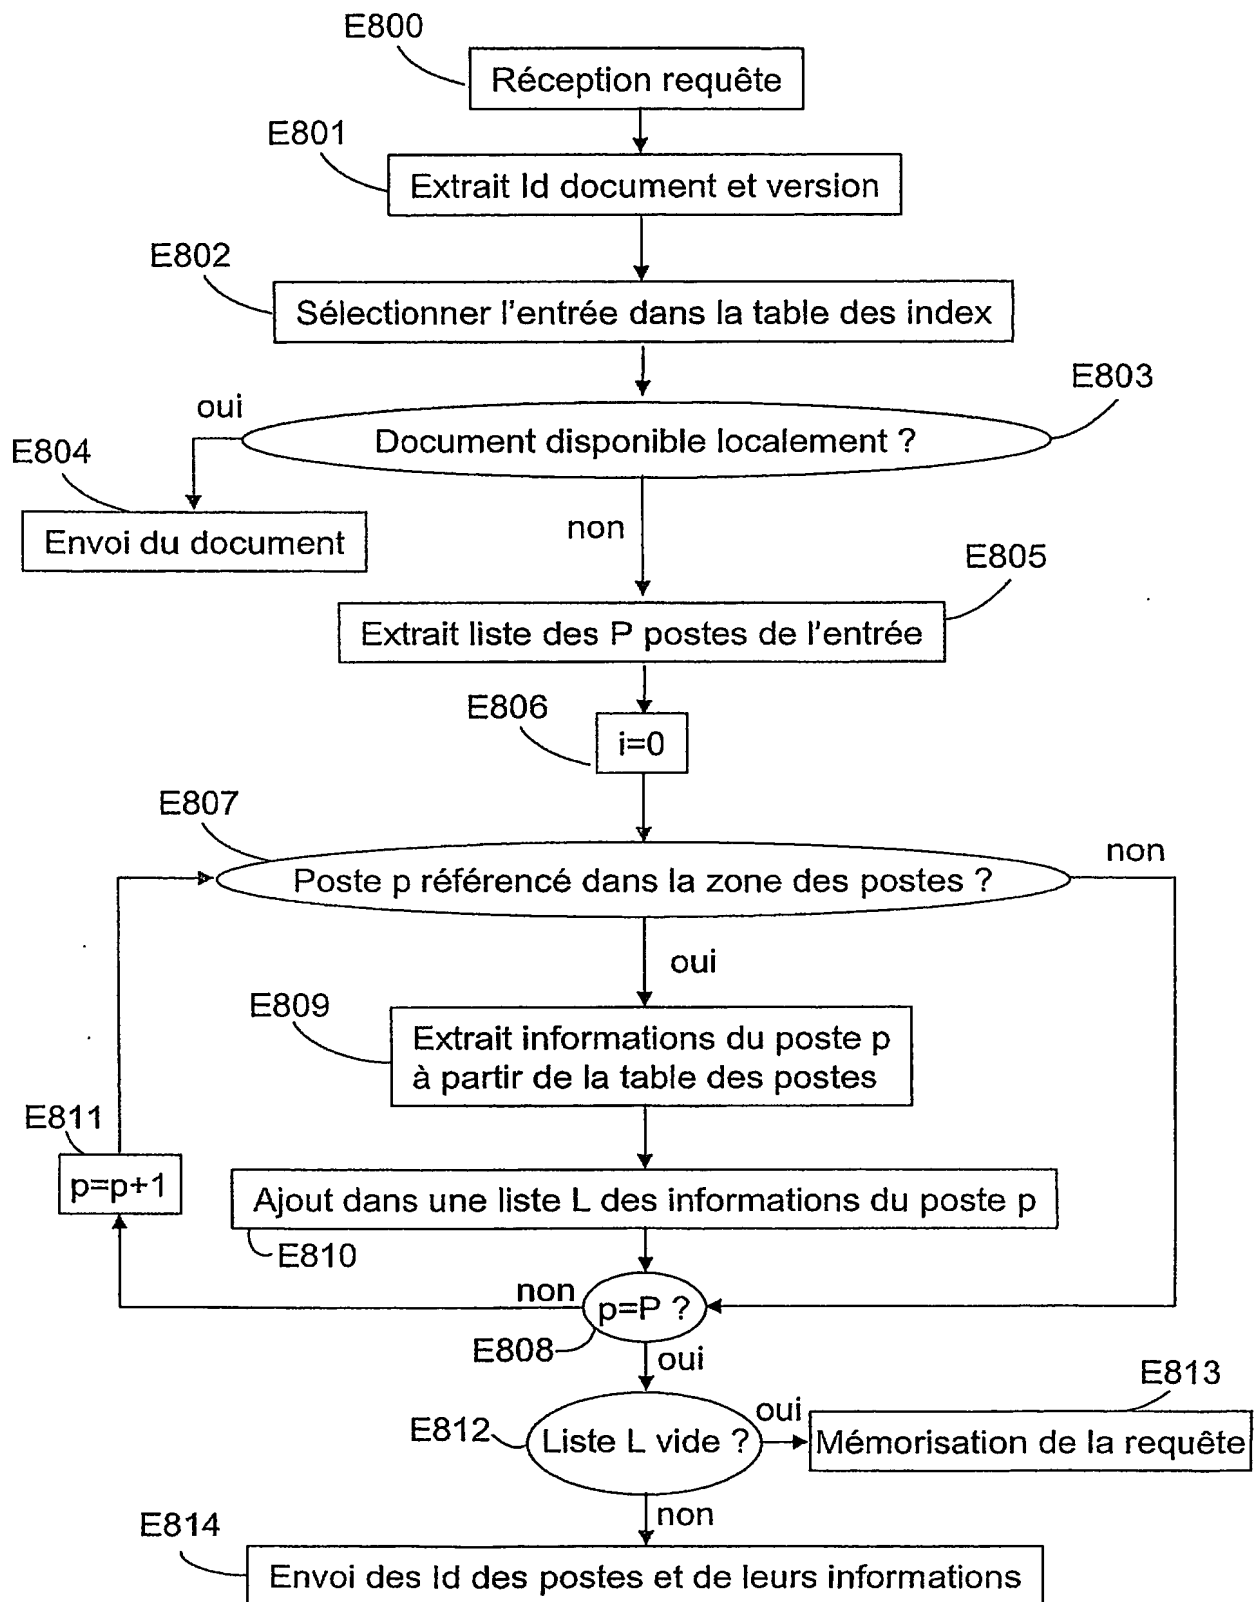 E800
Réception requête
E801
Extrait Id document et version
E802
Sélectionner l'entrée dans la table des index
E803
oui
Document disponible localement ?
E804
Envoi du document
non
E805
Extrait liste des P postes de l'entrée
E806
i=0
E807
non
Poste p référencé dans la zone des postes ?
oui
E809
Extrait informations du poste p
à partir de la table des postes
E811
p=p+1
Ajout dans une liste L des informations du poste p
E810
non
p=P ?
E808
oui
E813
E812
Liste L vide ?
oui
Mémorisation de la requête
non
E814
Envoi des Id des postes et de leurs informations